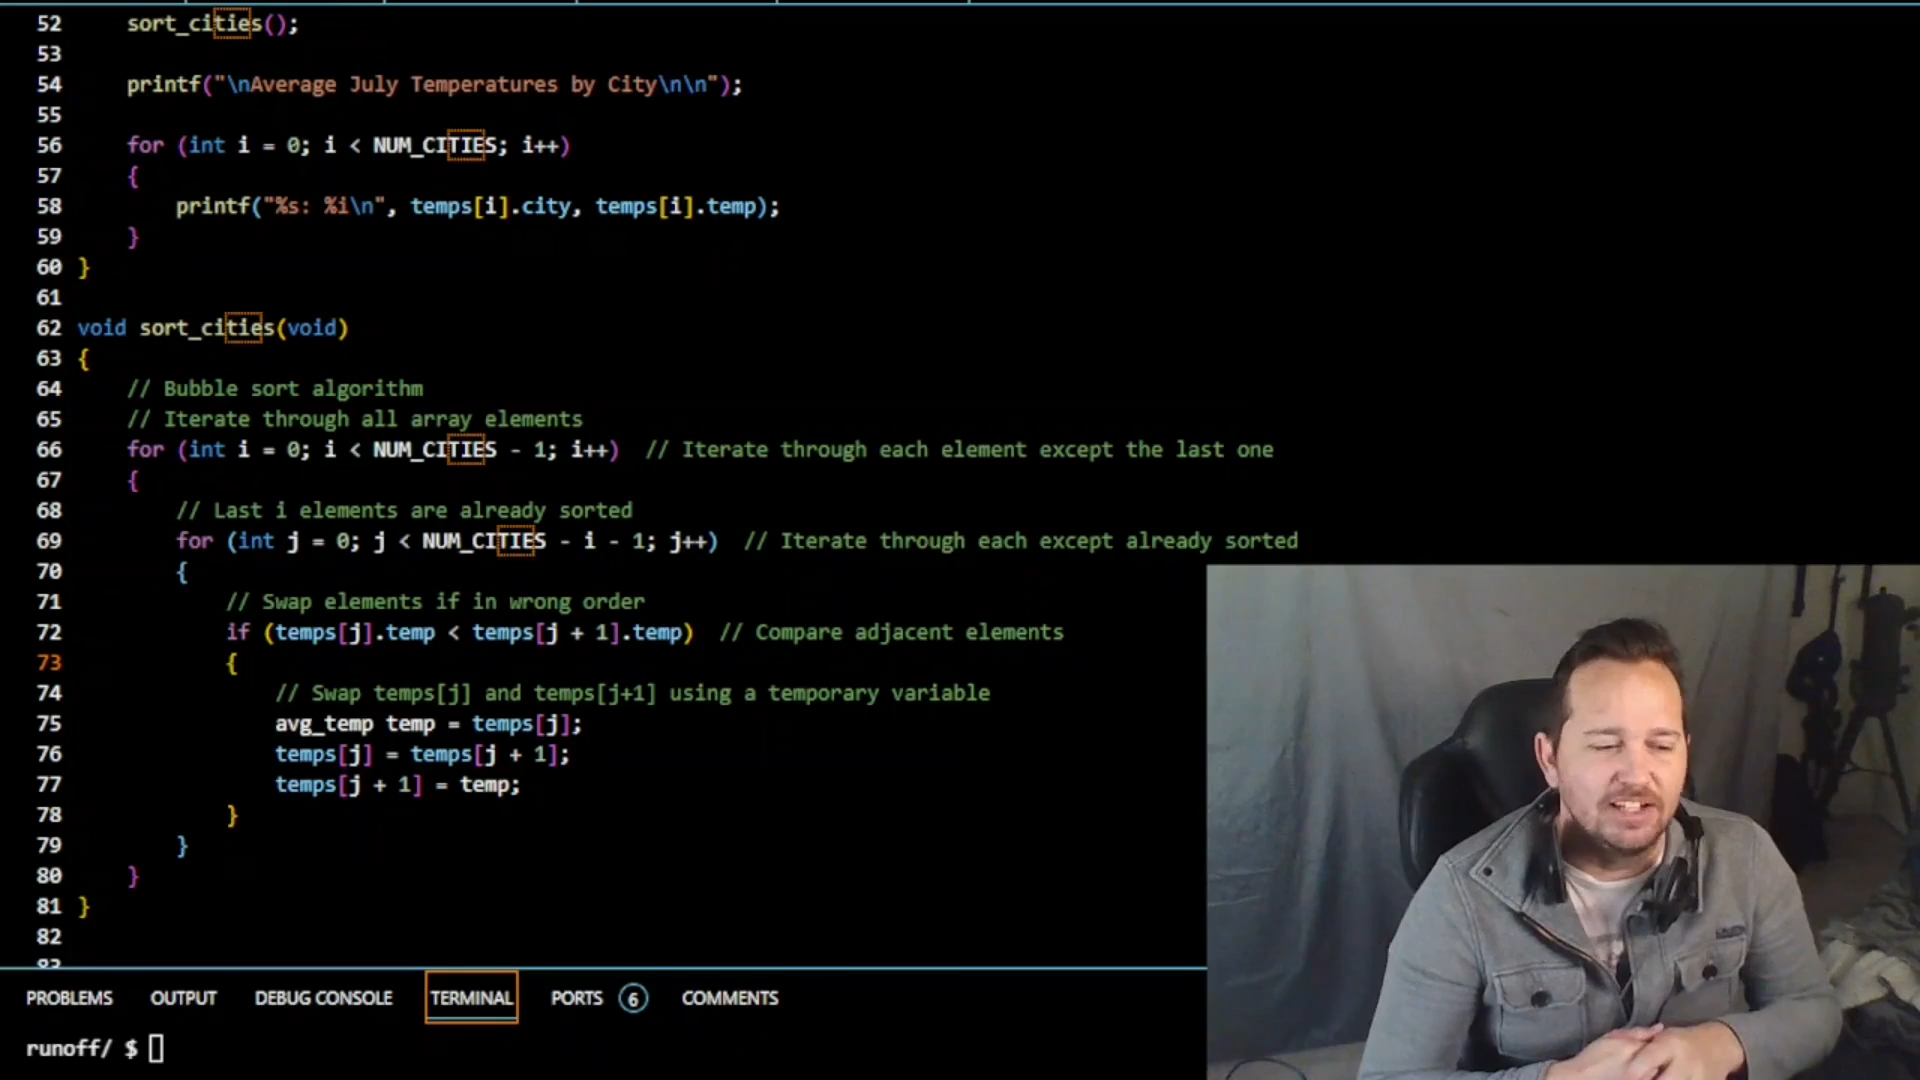 52 sort_cities();
53
54 printf("\nAverage July Temperatures by City\n\n");
55
56 for (int i = 0; i < NUM_CITIES; i++)
57 {
58 printf("%s: %i\n", temps[i].city, temps[i].temp);
59 }
60 }
61
62 void sort_cities(void)
63 {
64 // Bubble sort algorithm
65 // Iterate through all array elements
66 for (int i = 0; i < NUM_CITIES - 1; i++) // Iterate through each element except the last one
67 {
68 // Last i elements are already sorted
69 for (int j = 0; j < NUM_CITIES - i - 1; j++) // Iterate through each except already sorted
70 {
71 // Swap elements if in wrong order
72 if (temps[j].temp < temps[j + 1].temp) // Compare adjacent elements
73 {
74 // Swap temps[j] and temps[j+1] using a temporary variable
75 avg_temp temp = temps[j];
76 temps[j] = temps[j + 1];
77 temps[j + 1] = temp;
78 }
79 }
80 }
81 }
82
83
PROBLEMS OUTPUT DEBUG CONSOLE TERMINAL PORTS 6 COMMENTS
runoff/ $